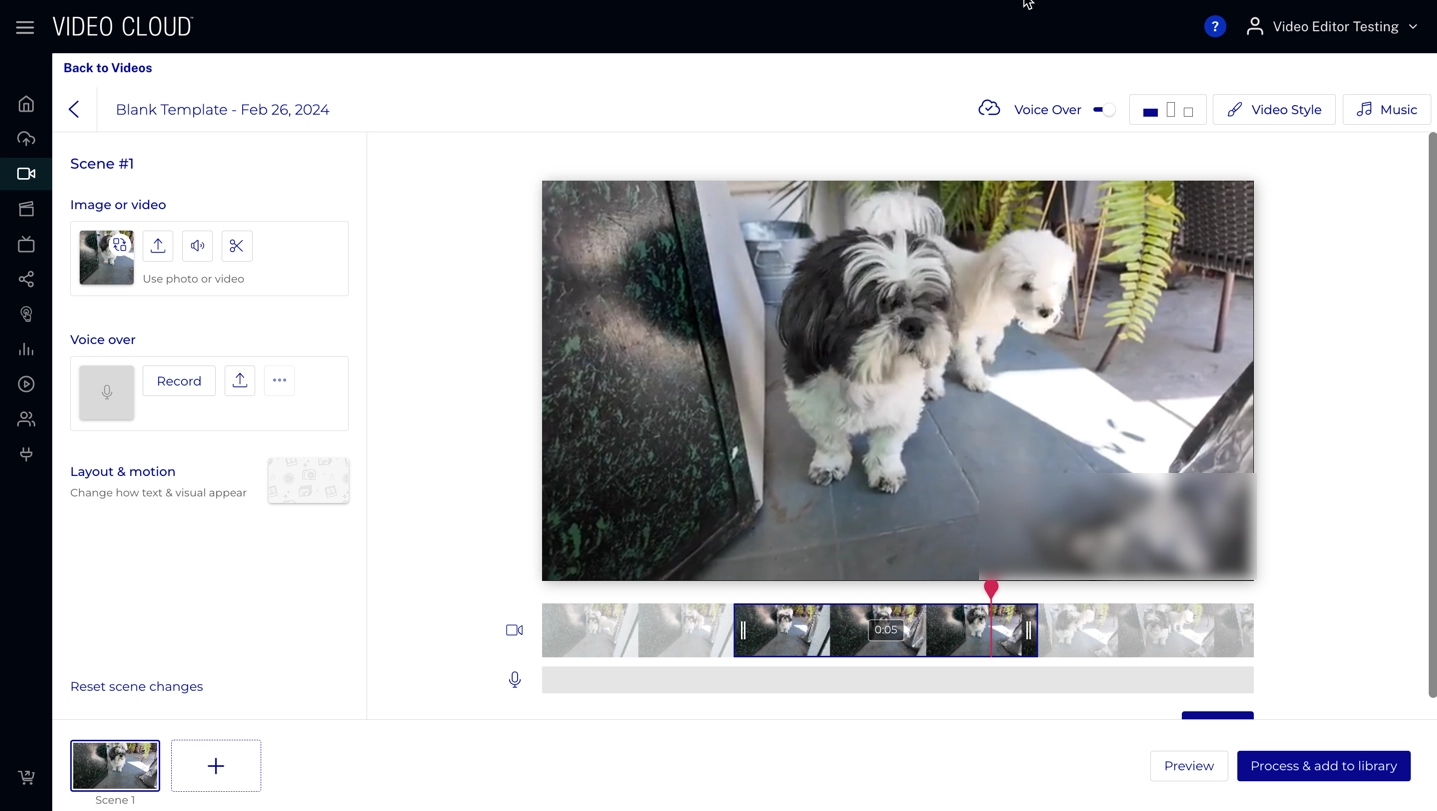 VIDEO CLOUD
?
Video Editor Testing
Back to Videos
Blank Template - Feb 26, 2024
Voice Over
Video Style
Music
Scene #1
Image or video
Use photo or video
Voice over
Record
Layout & motion
Change how text & visual appear
0:05
Reset scene changes
Scene 1
Preview
Process & add to library